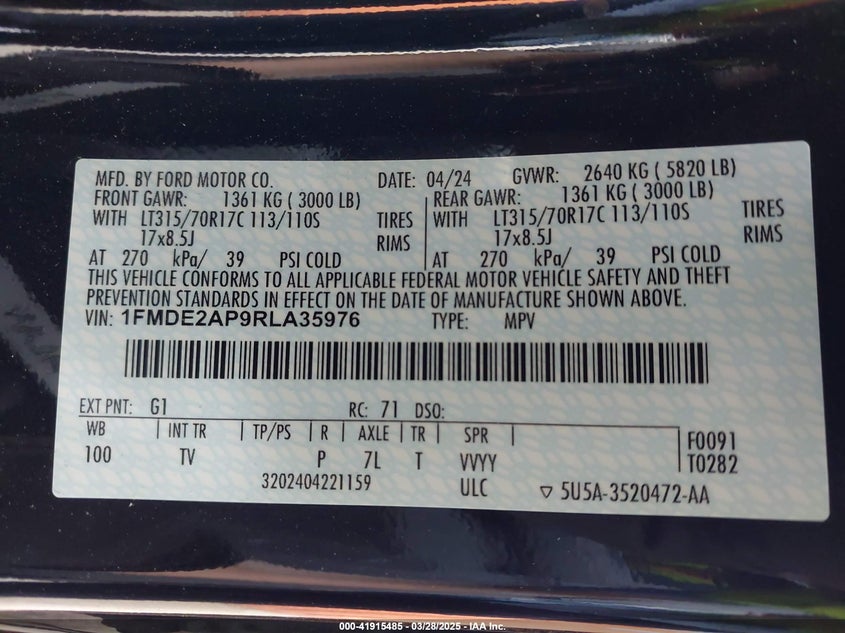 MFD. BY FORD MOTOR CO. DATE: 04/24 GVWR: 2640 KG ( 5820 LB)
FRONT GAWR: 1361 KG ( 3000 LB) REAR GAWR: 1361 KG ( 3000 LB)
WITH LT315/70R17C 113/110S TIRES WITH LT315/70R17C 113/110S TIRES
17x8.5J RIMS 17x8.5J RIMS
AT 270 kPa/ 39 PSI COLD AT 270 kPa/ 39 PSI COLD
THIS VEHICLE CONFORMS TO ALL APPLICABLE FEDERAL MOTOR VEHICLE SAFETY AND THEFT
PREVENTION STANDARDS IN EFFECT ON THE DATE OF MANUFACTURE SHOWN ABOVE.
VIN: 1FMDE2AP9RLA35976 TYPE: MPV
EXT PNT: G1 RC: 71 DSO:
WB | INT TR | TP/PS | R | AXLE | TR | SPR | F0091
100 TV P 7L T VVYY T0282
3202404221159 ULC ▽ 5U5A-3520472-AA
000-41915485 - 03/28/2025 - IAA Inc.